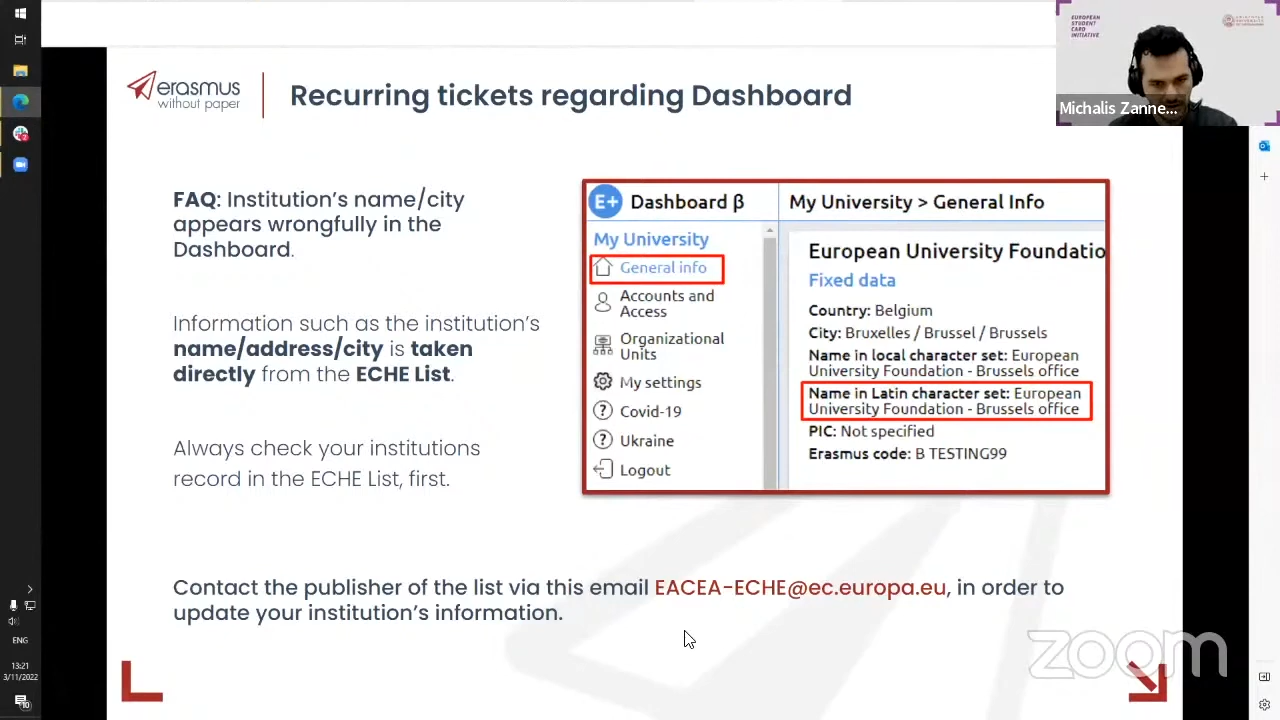 EUROPEAN
STUDENT
CARD
INITIATIVE
Michalis Zanne...
erasmus
without paper
Recurring tickets regarding Dashboard
FAQ: Institution's name/city
appears wrongfully in the
Dashboard.
Information such as the institution's
name/address/city is taken
directly from the ECHE List.
Always check your institutions
record in the ECHE List, first.
E+ Dashboard β
My University
General info
Accounts and
Access
Organizational
Units
My settings
Covid-19
Ukraine
Logout
My University > General Info
European University Foundatio
Fixed data
Country: Belgium
City: Bruxelles / Brussel / Brussels
Name in local character set: European
University Foundation - Brussels office
Name in Latin character set: European
University Foundation - Brussels office
PIC: Not specified
Erasmus code: B TESTING99
Contact the publisher of the list via this email EACEA-ECHE@ec.europa.eu, in order to
update your institution's information.
zoom
ENG
13:21
3/11/2022